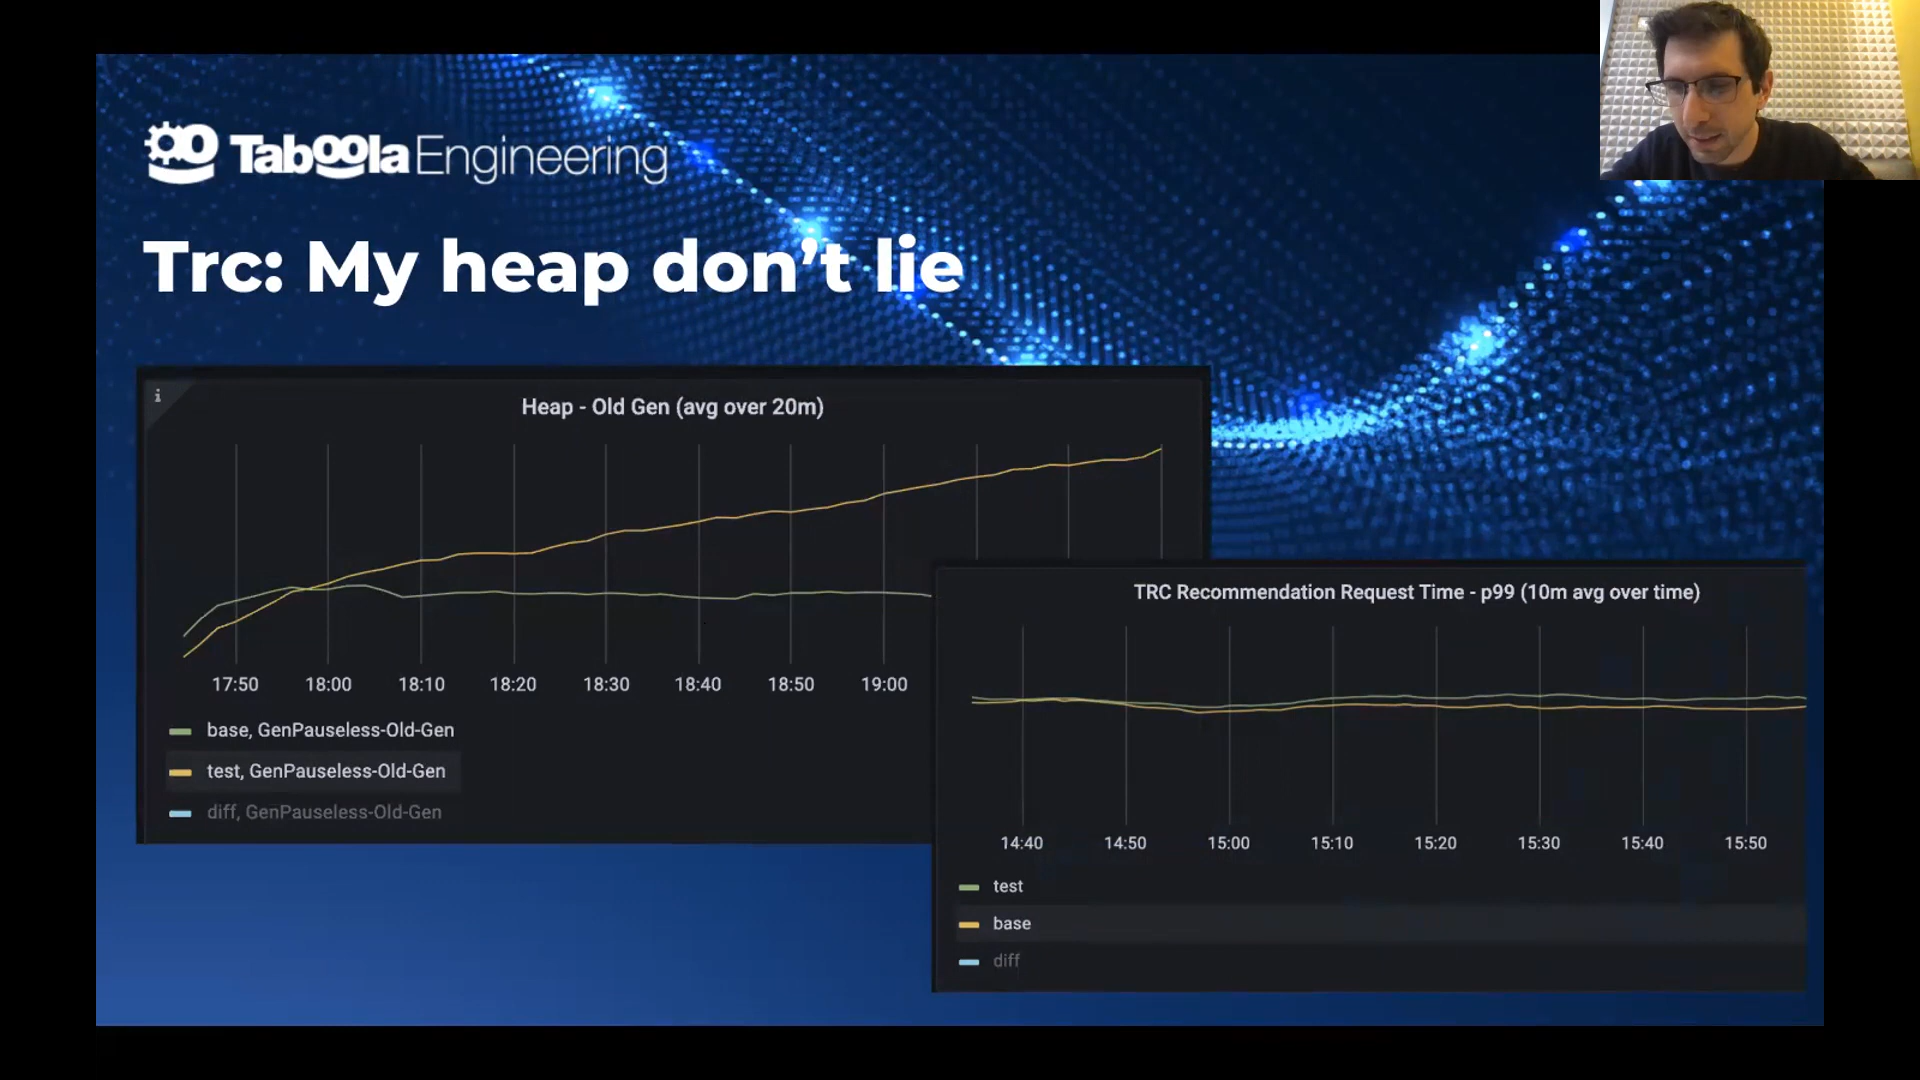 Taboola Engineering
Trc: My heap don’t lie
i
Heap - Old Gen (avg over 20m)
17:50 18:00 18:10 18:20 18:30 18:40 18:50 19:00
base, GenPauseless-Old-Gen
test, GenPauseless-Old-Gen
diff, GenPauseless-Old-Gen
TRC Recommendation Request Time - p99 (10m avg over time)
14:40 14:50 15:00 15:10 15:20 15:30 15:40 15:50
test
base
diff